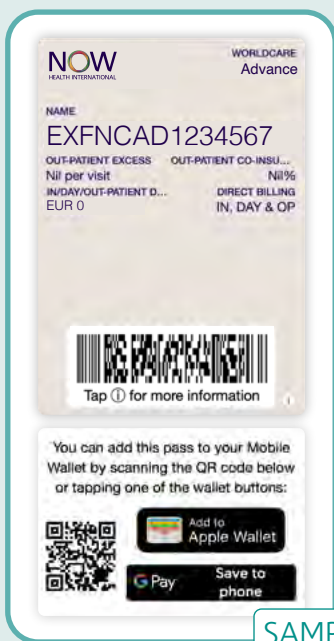 NOW
HEALTH INTERNATIONAL
WORLDCARE
Advance
NAME
EXFNCAD1234567
OUT-PATIENT EXCESS OUT-PATIENT CO-INSU...
Nil per visit Nil%
IN/DAY/OUT-PATIENT D... DIRECT BILLING
EUR 0 IN, DAY & OP
Tap ⓘ for more information
You can add this pass to your Mobile
Wallet by scanning the QR code below
or tapping one of the wallet buttons:
Add to
Apple Wallet
G Pay Save to
phone